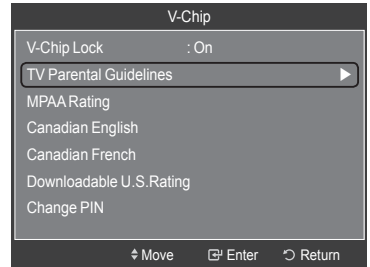 V-Chip
V-Chip Lock : On
TV Parental Guidelines
MPAA Rating
Canadian English
Canadian French
Downloadable U.S.Rating
Change PIN
Move Enter Return